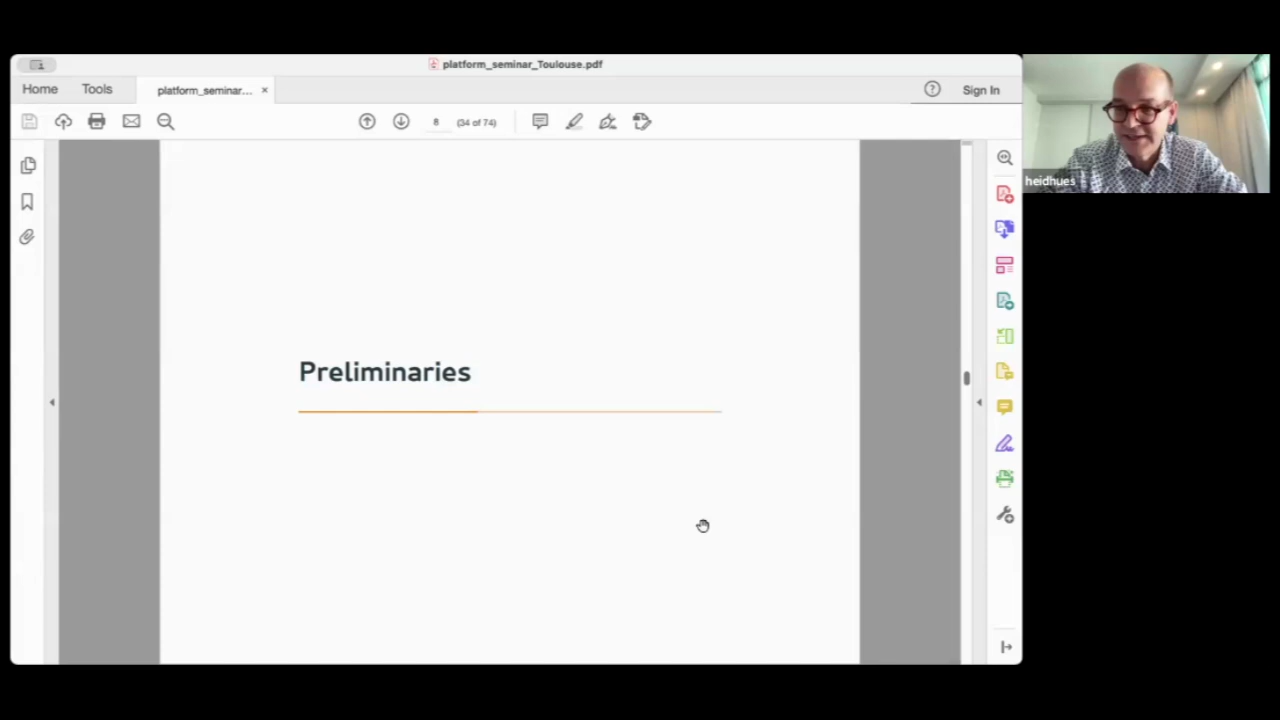 platform_seminar_Toulouse.pdf
Home
Tools
platform_seminar...
Sign In
8
(34 of 74)
Preliminaries
heidhues